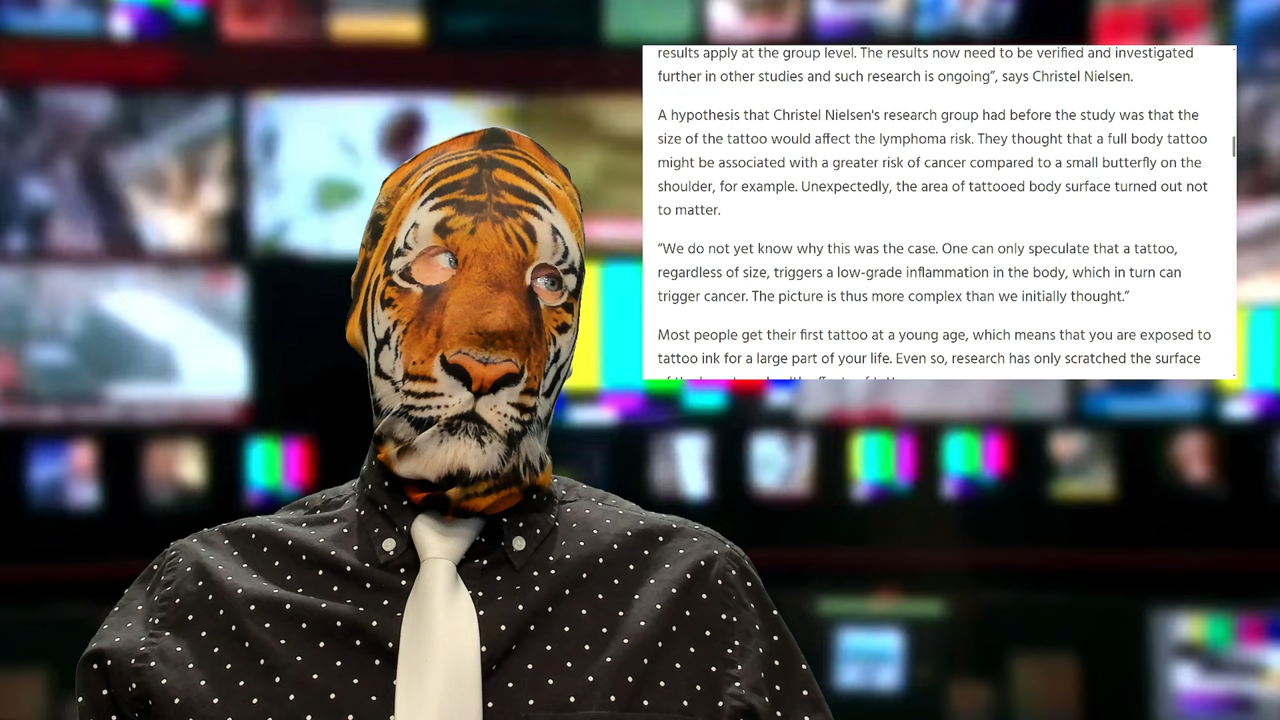 results apply at the group level. The results now need to be verified and investigated
further in other studies and such research is ongoing”, says Christel Nielsen.
A hypothesis that Christel Nielsen's research group had before the study was that the
size of the tattoo would affect the lymphoma risk. They thought that a full body tattoo
might be associated with a greater risk of cancer compared to a small butterfly on the
shoulder, for example. Unexpectedly, the area of tattooed body surface turned out not
to matter.
“We do not yet know why this was the case. One can only speculate that a tattoo,
regardless of size, triggers a low-grade inflammation in the body, which in turn can
trigger cancer. The picture is thus more complex than we initially thought.”
Most people get their first tattoo at a young age, which means that you are exposed to
tattoo ink for a large part of your life. Even so, research has only scratched the surface